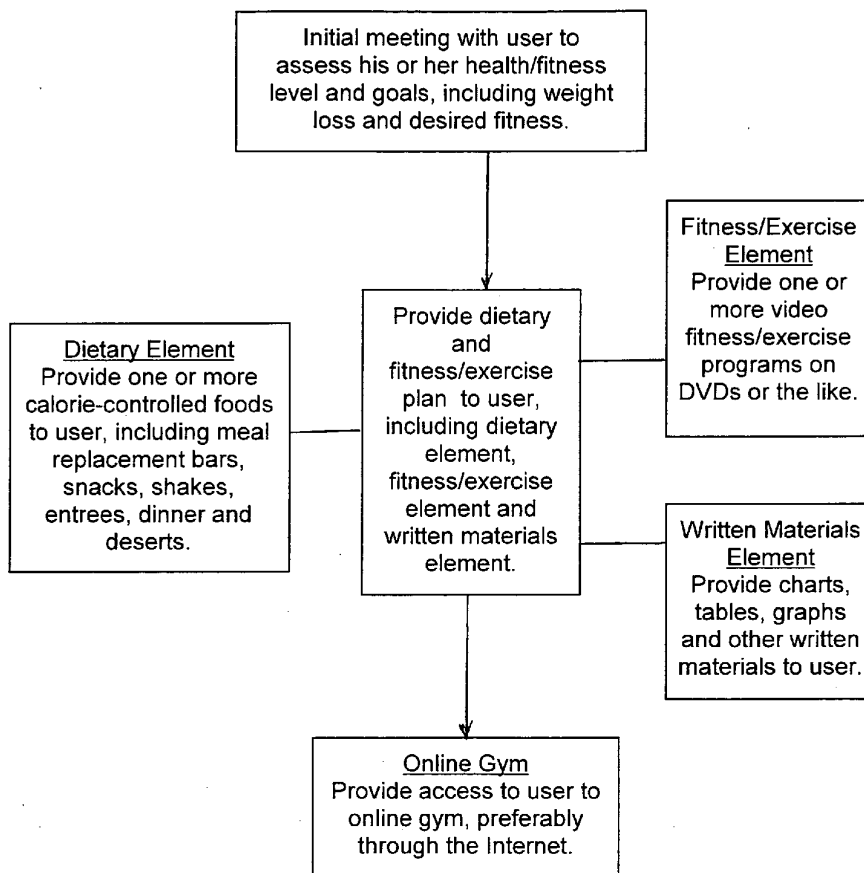 Initial meeting with user to
assess his or her health/fitness
level and goals, including weight
loss and desired fitness.
Fitness/Exercise
Element
Provide one or
more video
fitness/exercise
programs on
DVDs or the like.
Dietary Element
Provide one or more
calorie-controlled foods
to user, including meal
replacement bars,
snacks, shakes,
entrees, dinner and
deserts.
Provide dietary
and
fitness/exercise
plan to user,
including dietary
element,
fitness/exercise
element and
written materials
element.
Written Materials
Element
Provide charts,
tables, graphs
and other written
materials to user.
Online Gym
Provide access to user to
online gym, preferably
through the Internet.